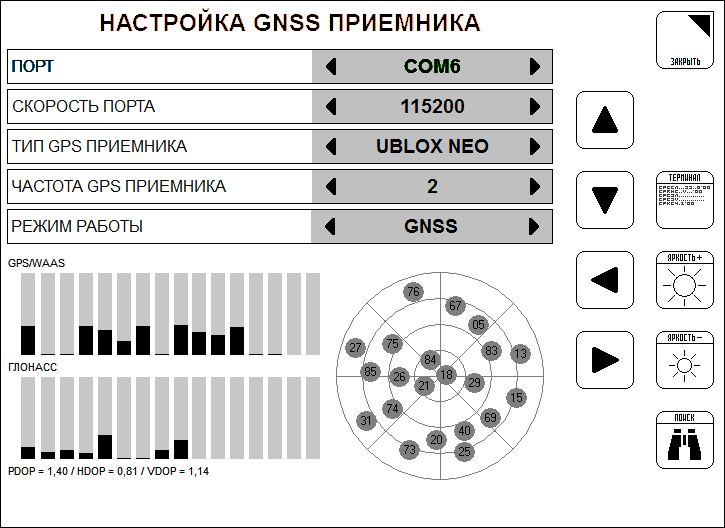 НАСТРОЙКА GNSS ПРИЕМНИКА
ЗАКРЫТЬ
ПОРТ COM6
СКОРОСТЬ ПОРТА 115200
ТИП GPS ПРИЕМНИКА UBLOX NEO
ЧАСТОТА GPS ПРИЕМНИКА 2
РЕЖИМ РАБОТЫ GNSS
ТЕРМИНАЛ
ЯРКОСТЬ+
ЯРКОСТЬ-
ПОИСК
GPS/WAAS
ГЛОНАСС
PDOP = 1,40 / HDOP = 0,81 / VDOP = 1,14
76
67
05
27
75
83
13
84
85
26
18
21
29
15
74
31
69
40
20
73
25